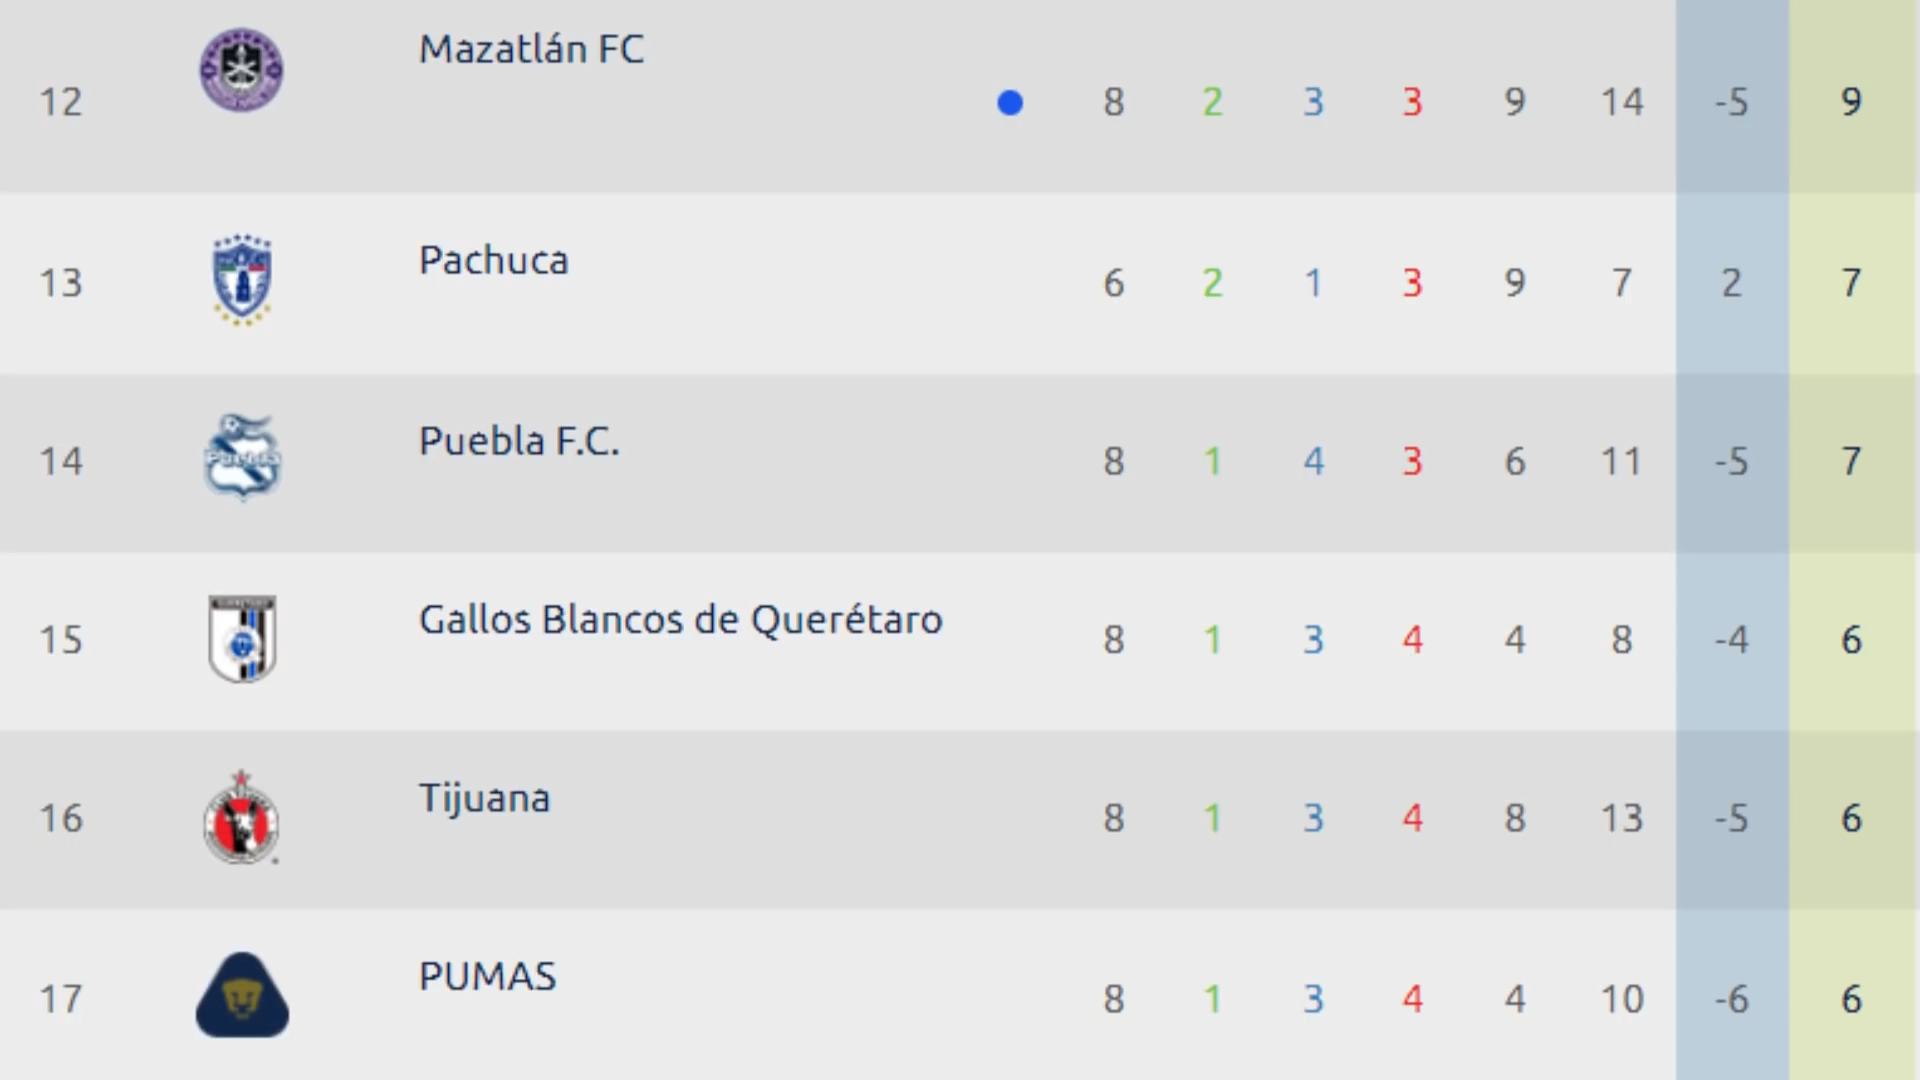 12 Mazatlán FC 8 2 3 3 9 14 -5 9
13 Pachuca 6 2 1 3 9 7 2 7
14 Puebla F.C. 8 1 4 3 6 11 -5 7
15 Gallos Blancos de Querétaro 8 1 3 4 4 8 -4 6
16 Tijuana 8 1 3 4 8 13 -5 6
17 PUMAS 8 1 3 4 4 10 -6 6